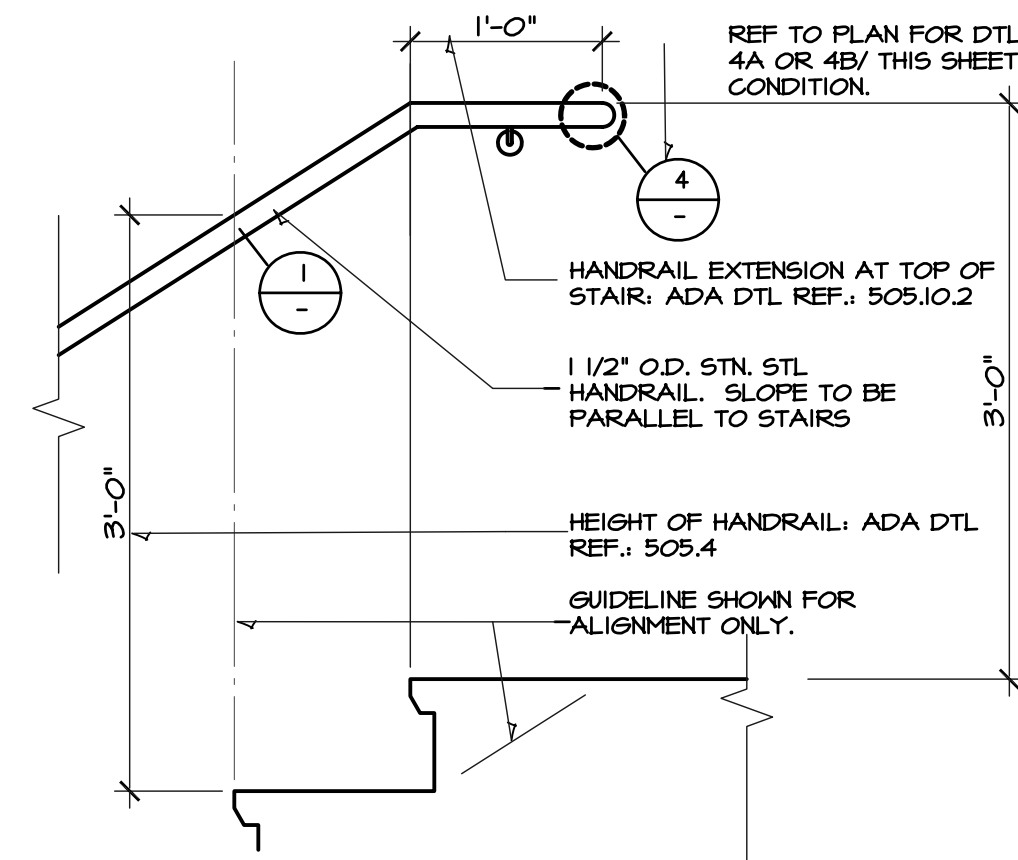 1'-0"
REF TO PLAN FOR DTL
4A OR 4B/ THIS SHEET
CONDITION.
4
-
1
-
HANDRAIL EXTENSION AT TOP OF
STAIR: ADA DTL REF.: 505.10.2
1 1/2" O.D. STN. STL
HANDRAIL. SLOPE TO BE
PARALLEL TO STAIRS
3'-0"
3'-0"
HEIGHT OF HANDRAIL: ADA DTL
REF.: 505.4
GUIDELINE SHOWN FOR
ALIGNMENT ONLY.